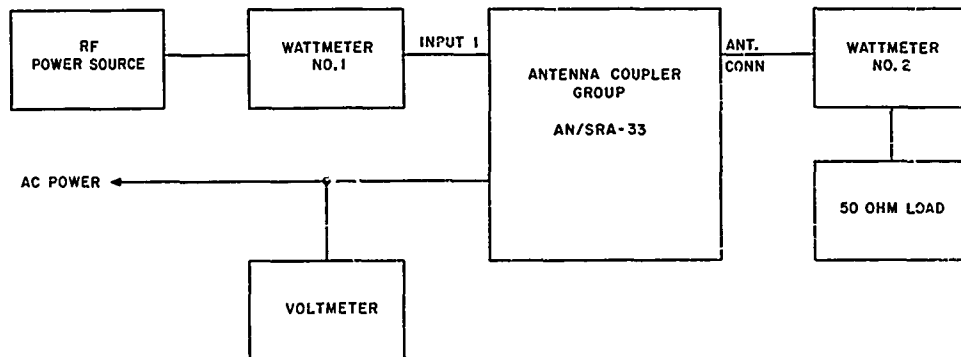 RF
POWER SOURCE
WATTMETER
NO. 1
INPUT 1
ANTENNA COUPLER
GROUP
AN/SRA-33
ANT.
CONN
WATTMETER
NO. 2
50 OHM LOAD
AC POWER
VOLTMETER